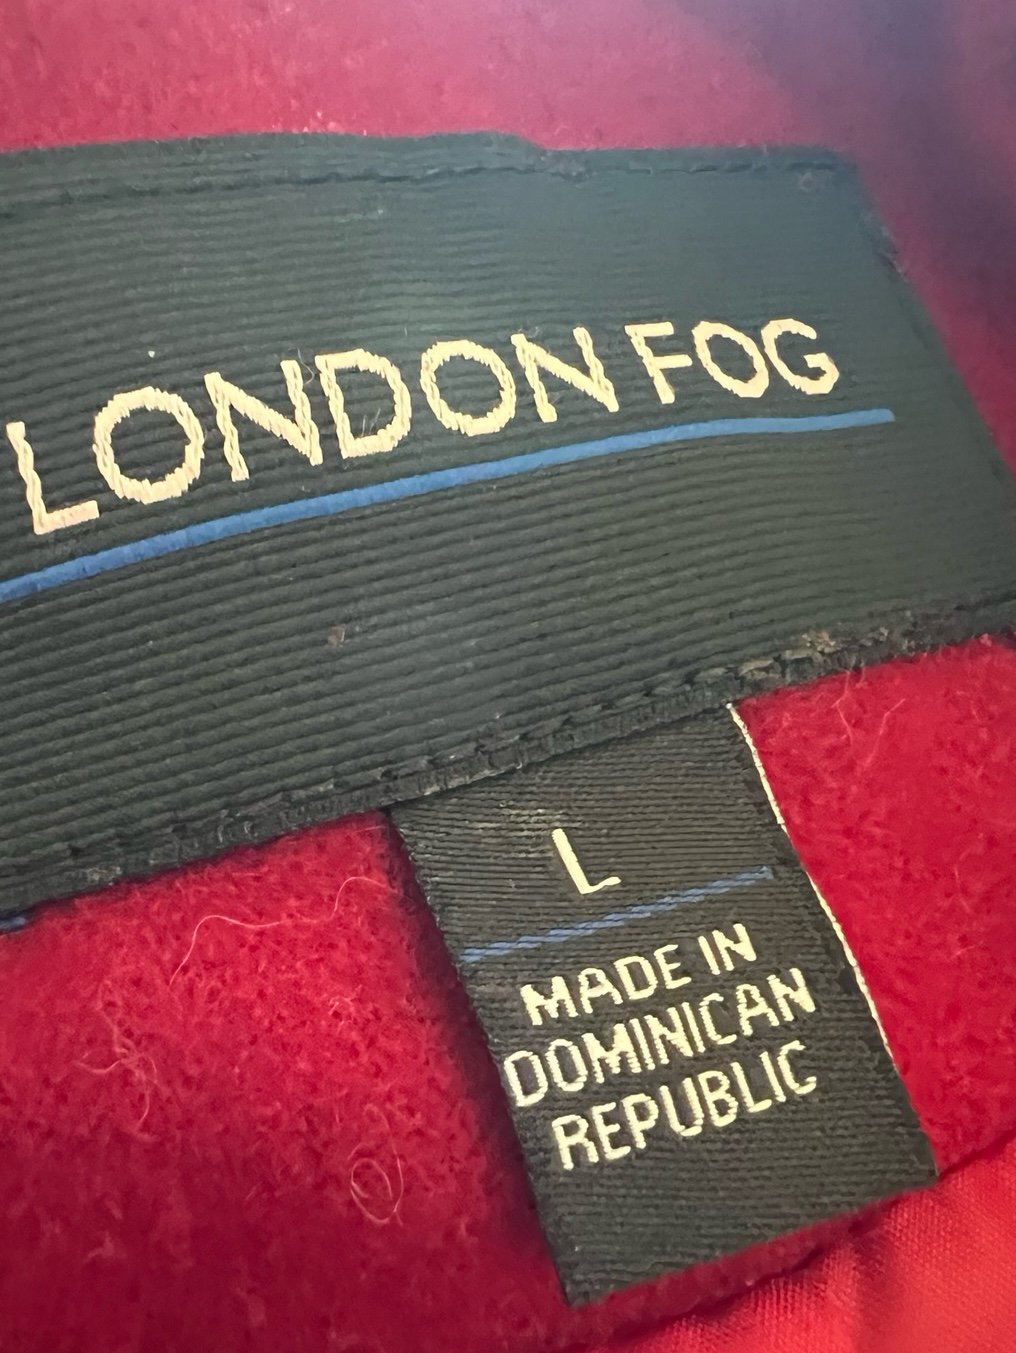 LONDON FOG
L
MADE IN
DOMINICAN
REPUBLIC